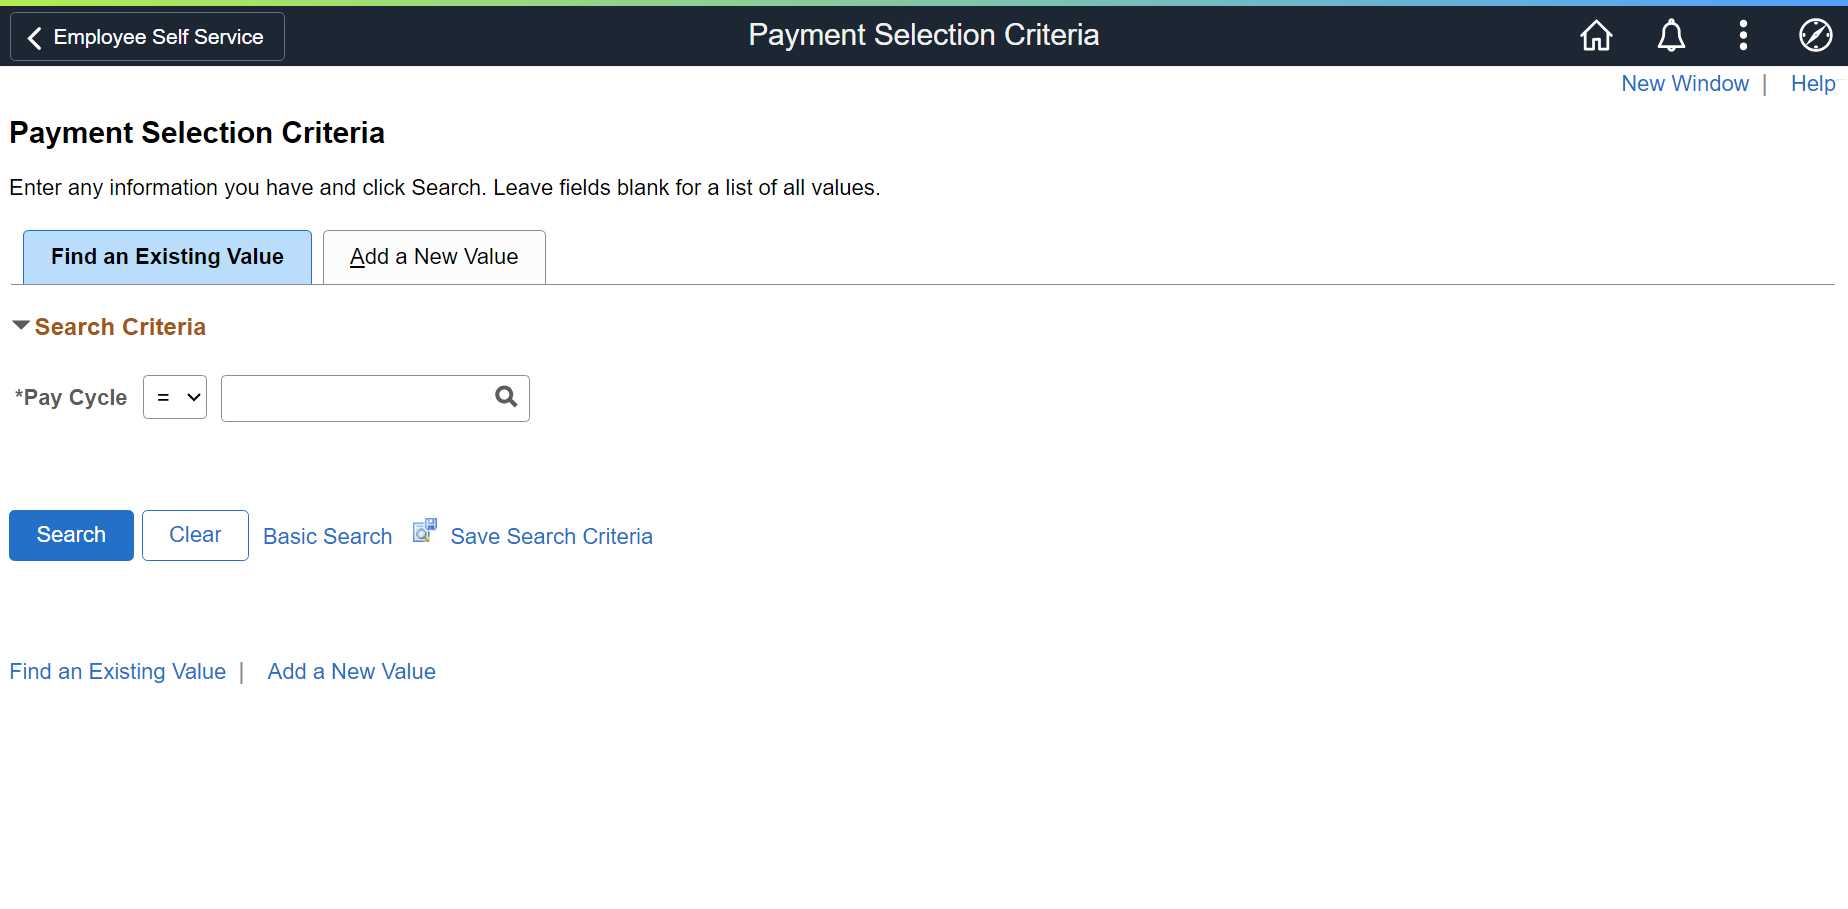 Employee Self Service
Payment Selection Criteria
New Window | Help
Payment Selection Criteria
Enter any information you have and click Search. Leave fields blank for a list of all values.
Find an Existing Value
Add a New Value
Search Criteria
*Pay Cycle
=
Search
Clear
Basic Search
Save Search Criteria
Find an Existing Value | Add a New Value